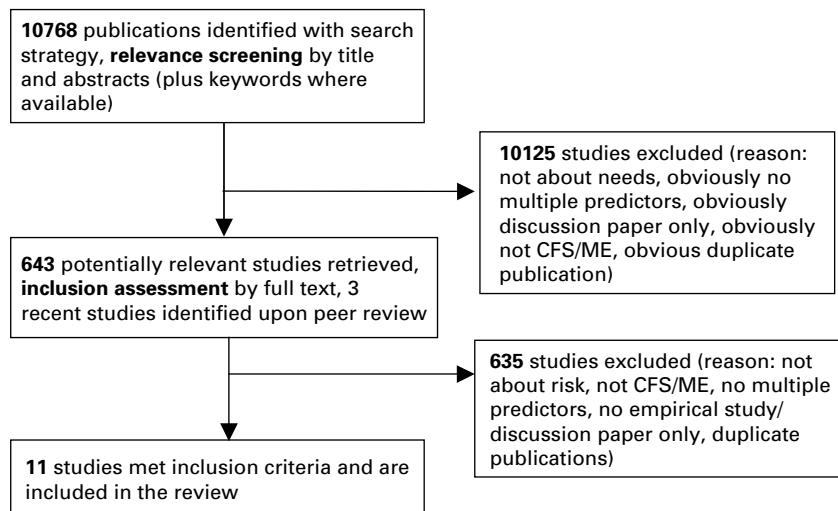 10768 publications identified with search
strategy, relevance screening by title
and abstracts (plus keywords where
available)
10125 studies excluded (reason:
not about needs, obviously no
multiple predictors, obviously
discussion paper only, obviously
not CFS/ME, obvious duplicate
publication)
643 potentially relevant studies retrieved,
inclusion assessment by full text, 3
recent studies identified upon peer review
635 studies excluded (reason: not
about risk, not CFS/ME, no multiple
predictors, no empirical study/
discussion paper only, duplicate
publications)
11 studies met inclusion criteria and are
included in the review